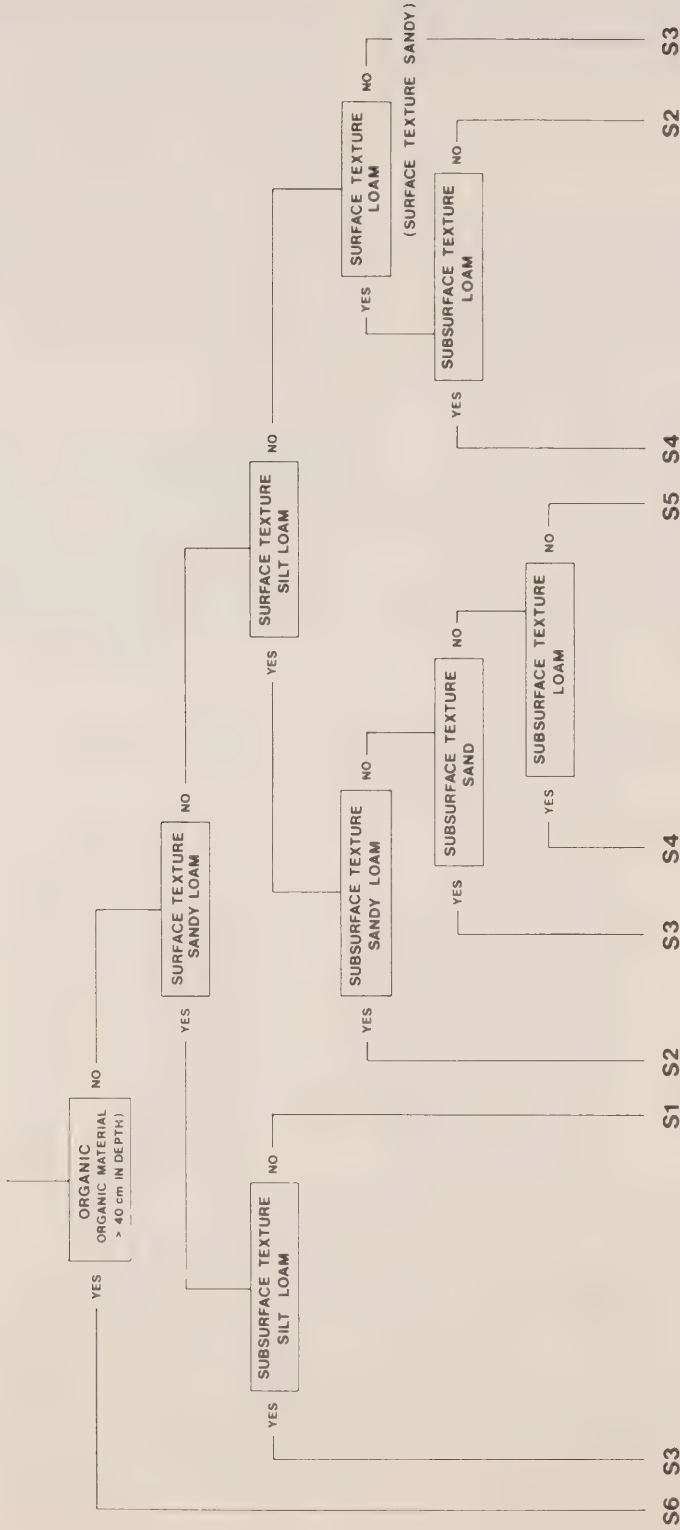 ORGANIC
ORGANIC MATERIAL
> 40 cm IN DEPTH)
YES
NO
SURFACE TEXTURE
SANDY LOAM
YES
NO
SUBSURFACE TEXTURE
SILT LOAM
YES
NO
SURFACE TEXTURE
SILT LOAM
YES
NO
SUBSURFACE TEXTURE
SANDY LOAM
YES
NO
SURFACE TEXTURE
LOAM
YES
NO
(SURFACE TEXTURE SANDY)
SUBSURFACE TEXTURE
SAND
YES
NO
SUBSURFACE TEXTURE
LOAM
YES
NO
SUBSURFACE TEXTURE
LOAM
YES
NO
S6
S3
S1
S2
S3
S4
S5
S4
S2
S3